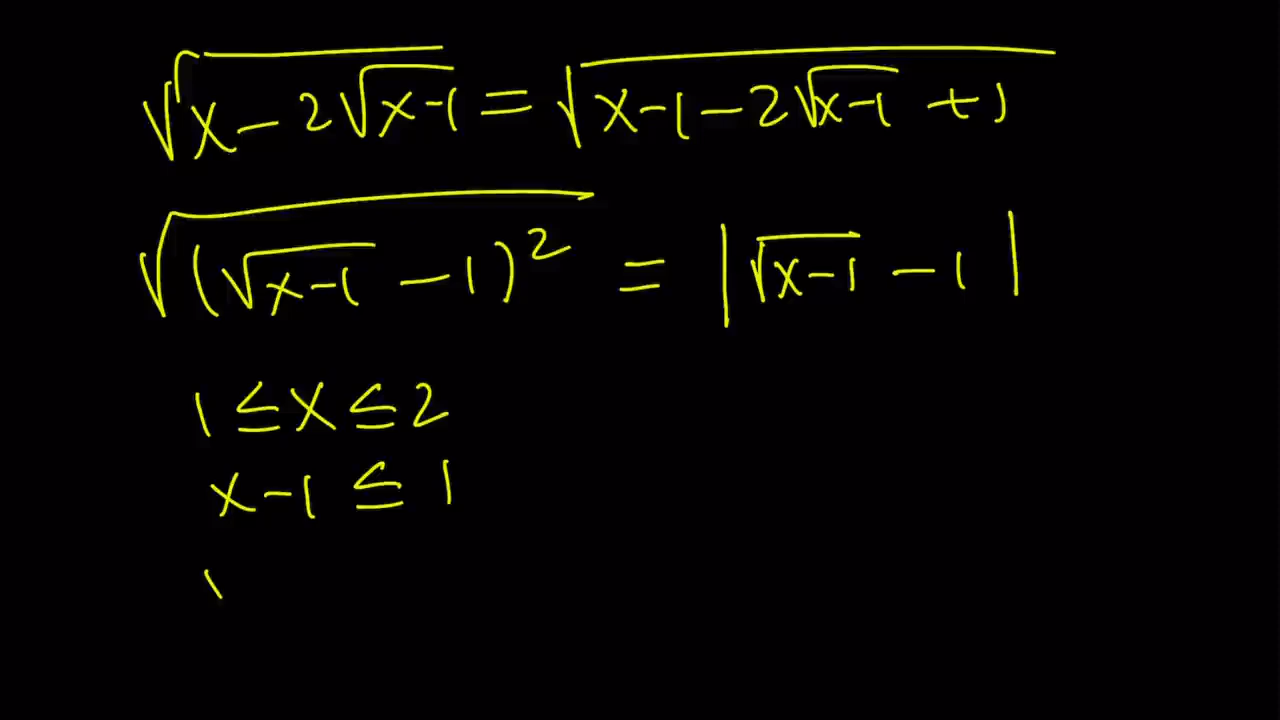 √(x-2√(x-1)) = √(x-1-2√(x-1)+1)
√((√(x-1)-1)²) = |√(x-1)-1|
1≤x≤2
x-1≤1